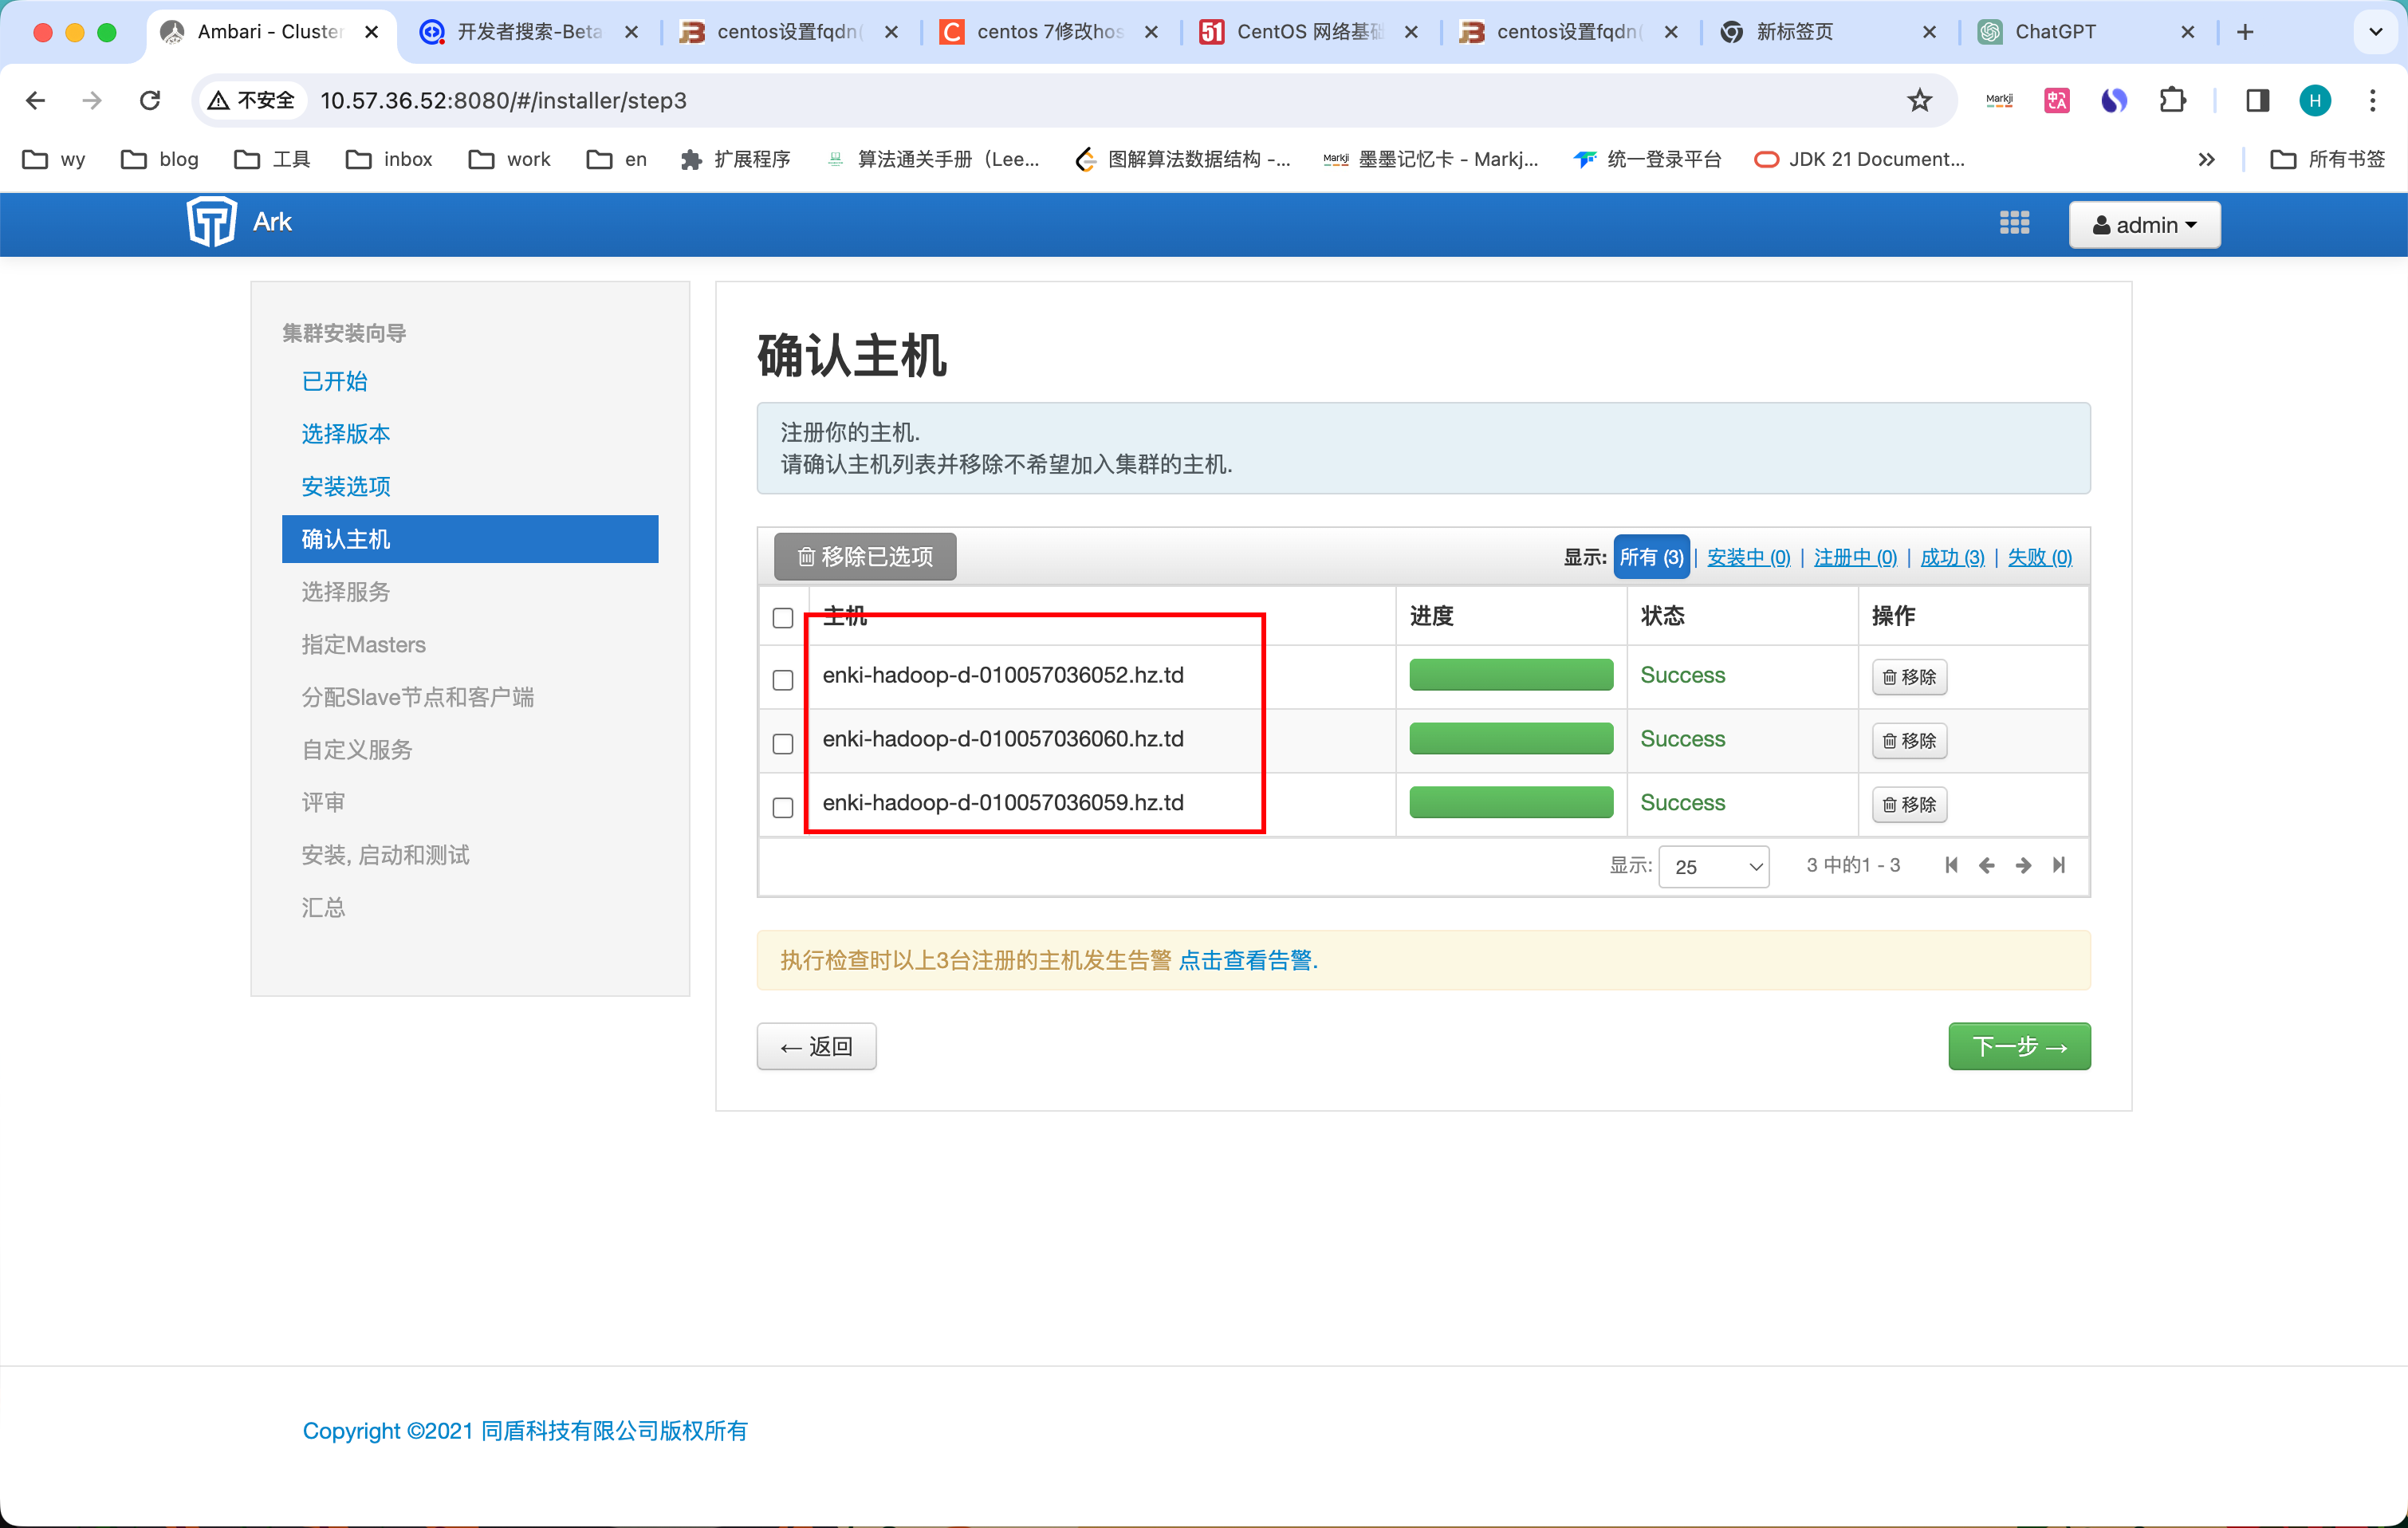 Ambari - Cluster
开发者搜索-Beta
centos设置fqdn(
centos 7修改hos
CentOS 网络基础
centos设置fqdn(
新标签页
ChatGPT
不安全
10.57.36.52:8080/#/installer/step3
Markji
H
wy
blog
工具
inbox
work
en
扩展程序
算法通关手册（Lee...
图解算法数据结构 -...
Markji 墨墨记忆卡 - Markj...
统一登录平台
JDK 21 Document...
所有书签
Ark
admin
集群安装向导
已开始
选择版本
安装选项
确认主机
选择服务
指定Masters
分配Slave节点和客户端
自定义服务
评审
安装, 启动和测试
汇总
确认主机
注册你的主机.
请确认主机列表并移除不希望加入集群的主机.
移除已选项
显示: 所有 (3) | 安装中 (0) | 注册中 (0) | 成功 (3) | 失败 (0)
主机 进度 状态 操作
enki-hadoop-d-010057036052.hz.td Success 移除
enki-hadoop-d-010057036060.hz.td Success 移除
enki-hadoop-d-010057036059.hz.td Success 移除
显示: 25 3 中的1 - 3
执行检查时以上3台注册的主机发生告警 点击查看告警.
← 返回
下一步 →
Copyright ©2021 同盾科技有限公司版权所有